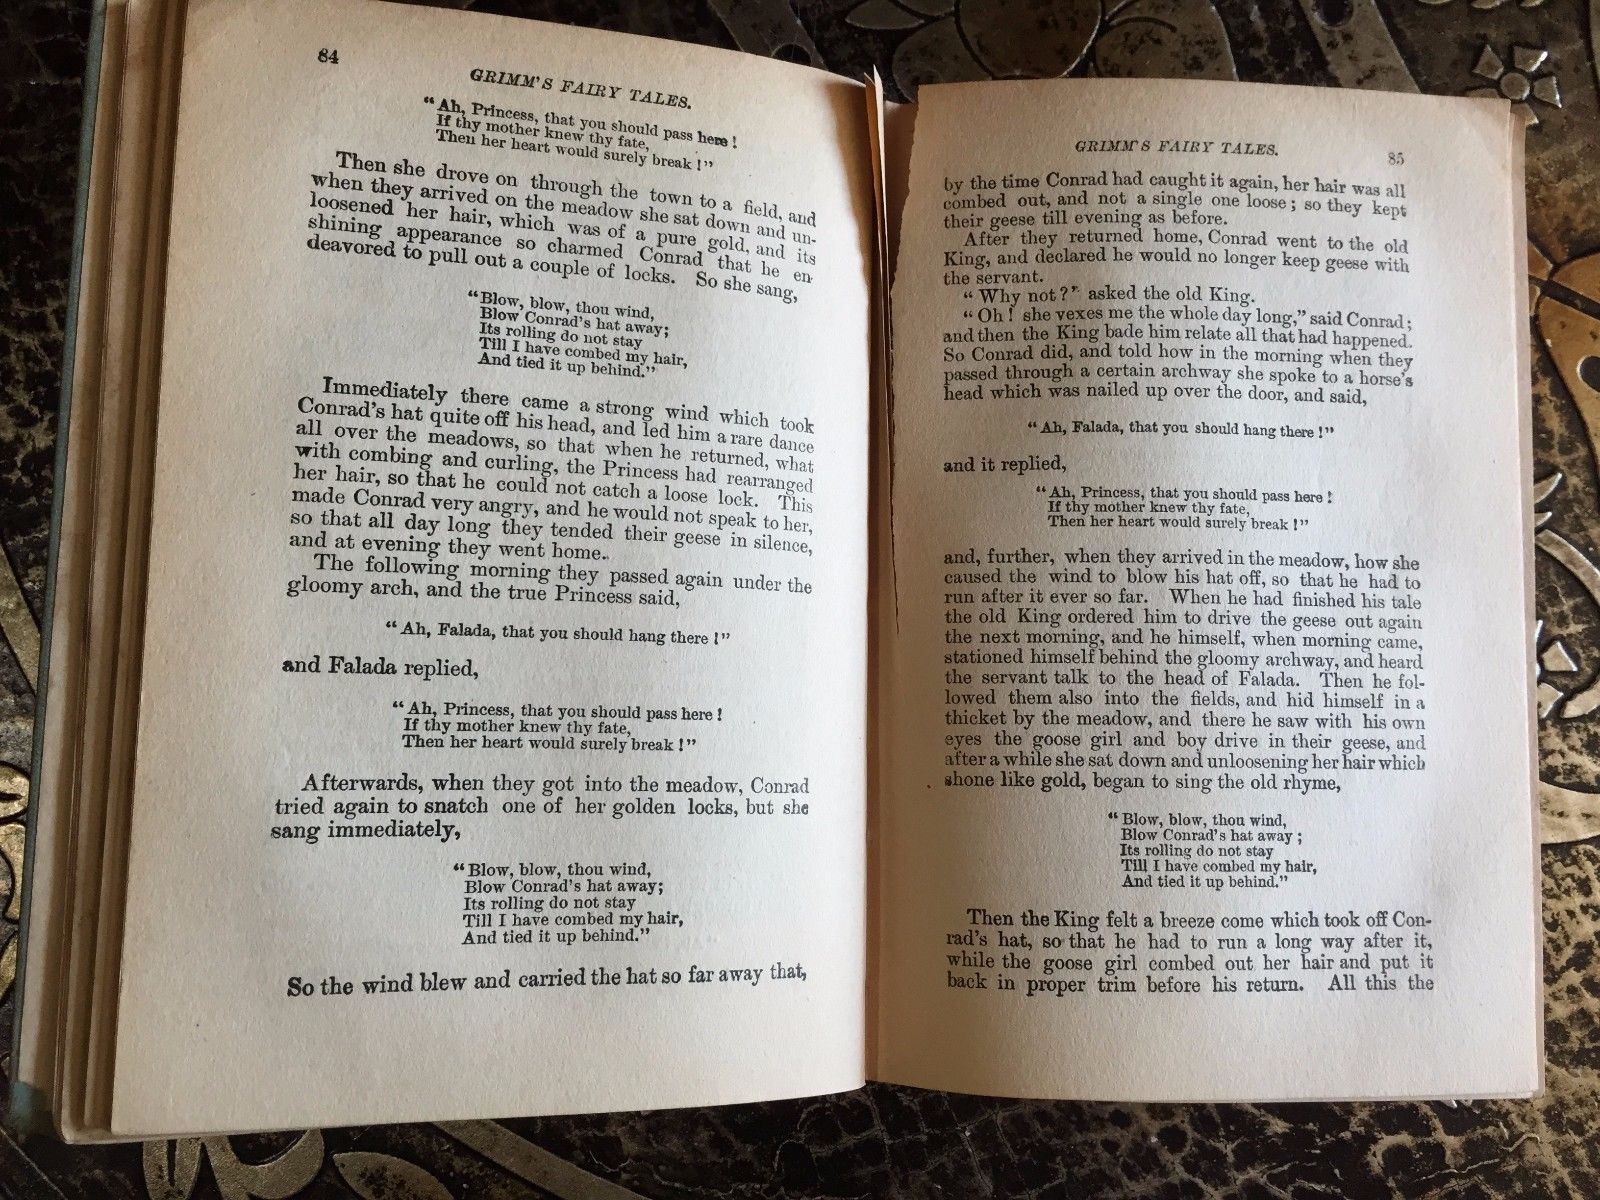 84
GRIMM'S FAIRY TALES.
“Ah, Princess, that you should pass here!
If thy mother knew thy fate,
Then her heart would surely break!”
Then she drove on through the town to a field, and
when they arrived on the meadow she sat down and un-
loosened her hair, which was of a pure gold, and its
shining appearance so charmed Conrad that he en-
deavored to pull out a couple of locks. So she sang,
“Blow, blow, thou wind,
Blow Conrad's hat away;
Its rolling do not stay
Till I have combed my hair,
And tied it up behind.”
Immediately there came a strong wind which took
Conrad's hat quite off his head, and led him a rare dance
all over the meadows, so that when he returned, what
with combing and curling, the Princess had rearranged
her hair, so that he could not catch a loose lock. This
made Conrad very angry, and he would not speak to her,
so that all day long they tended their geese in silence,
and at evening they went home.
The following morning they passed again under the
gloomy arch, and the true Princess said,
“Ah, Falada, that you should hang there!”
and Falada replied,
“Ah, Princess, that you should pass here!
If thy mother knew thy fate,
Then her heart would surely break!”
Afterwards, when they got into the meadow, Conrad
tried again to snatch one of her golden locks, but she
sang immediately,
“Blow, blow, thou wind,
Blow Conrad's hat away;
Its rolling do not stay
Till I have combed my hair,
And tied it up behind.”
So the wind blew and carried the hat so far away that,
GRIMM'S FAIRY TALES.
85
by the time Conrad had caught it again, her hair was all
combed out, and not a single one loose; so they kept
their geese till evening as before.
After they returned home, Conrad went to the old
King, and declared he would no longer keep geese with
the servant.
“Why not?” asked the old King.
“Oh! she vexes me the whole day long,” said Conrad;
and then the King bade him relate all that had happened.
So Conrad did, and told how in the morning when they
passed through a certain archway she spoke to a horse's
head which was nailed up over the door, and said,
“Ah, Falada, that you should hang there!”
and it replied,
“Ah, Princess, that you should pass here!
If thy mother knew thy fate,
Then her heart would surely break!”
and, further, when they arrived in the meadow, how she
caused the wind to blow his hat off, so that he had to
run after it ever so far. When he had finished his tale
the old King ordered him to drive the geese out again
the next morning, and he himself, when morning came,
stationed himself behind the gloomy archway, and heard
the servant talk to the head of Falada. Then he fol-
lowed them also into the fields, and hid himself in a
thicket by the meadow, and there he saw with his own
eyes the goose girl and boy drive in their geese, and
after a while she sat down and unloosening her hair which
shone like gold, began to sing the old rhyme,
“Blow, blow, thou wind,
Blow Conrad's hat away;
Its rolling do not stay
Till I have combed my hair,
And tied it up behind.”
Then the King felt a breeze come which took off Con-
rad's hat, so that he had to run a long way after it,
while the goose girl combed out her hair and put it
back in proper trim before his return. All this the